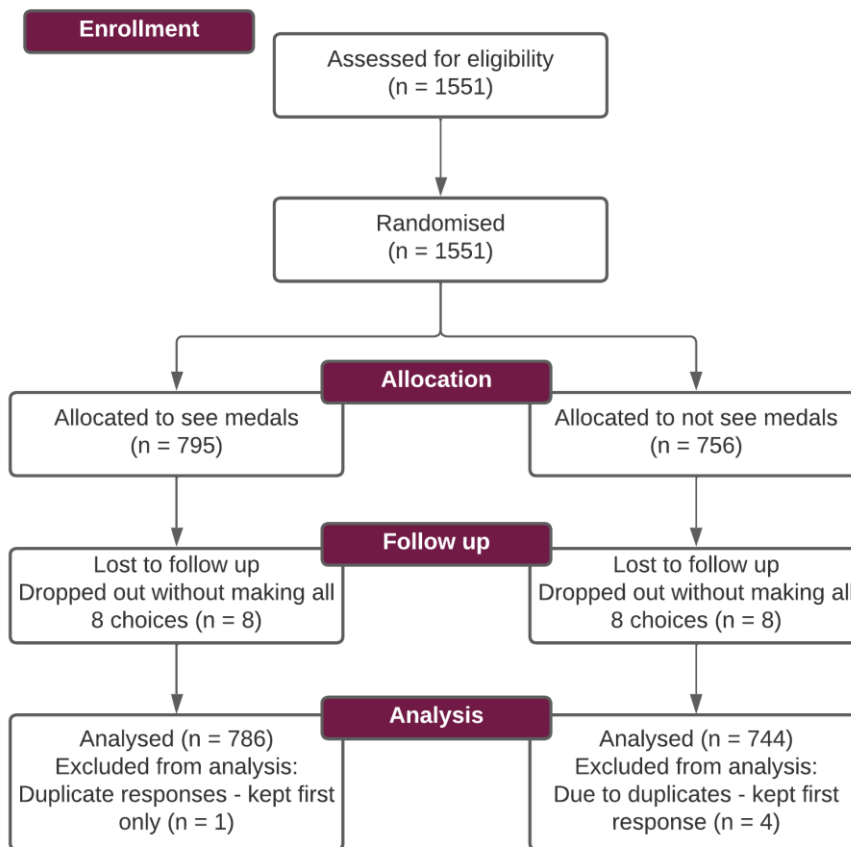 Enrollment
Assessed for eligibility
(n = 1551)
Randomised
(n = 1551)
Allocation
Allocated to see medals
(n = 795)
Allocated to not see medals
(n = 756)
Follow up
Lost to follow up
Dropped out without making all
8 choices (n = 8)
Lost to follow up
Dropped out without making all
8 choices (n = 8)
Analysis
Analysed (n = 786)
Excluded from analysis:
Duplicate responses - kept first
only (n = 1)
Analysed (n = 744)
Excluded from analysis:
Due to duplicates - kept first
response (n = 4)